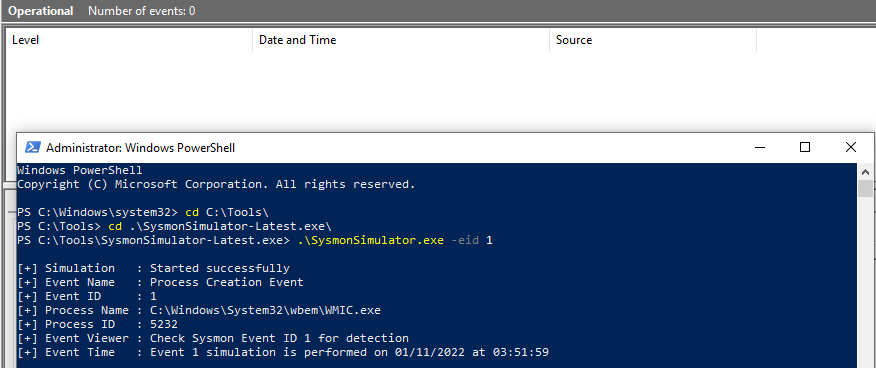 Operational Number of events: 0
Level Date and Time Source
Administrator: Windows PowerShell
Windows PowerShell
Copyright (C) Microsoft Corporation. All rights reserved.
PS C:\Windows\system32> cd C:\Tools\
PS C:\Tools> cd .\SysmonSimulator-Latest.exe\
PS C:\Tools\SysmonSimulator-Latest.exe> .\SysmonSimulator.exe -eid 1
[+] Simulation : Started successfully
[+] Event Name : Process Creation Event
[+] Event ID : 1
[+] Process Name : C:\Windows\System32\wbem\WMIC.exe
[+] Process ID : 5232
[+] Event Viewer : Check Sysmon Event ID 1 for detection
[+] Event Time : Event 1 simulation is performed on 01/11/2022 at 03:51:59